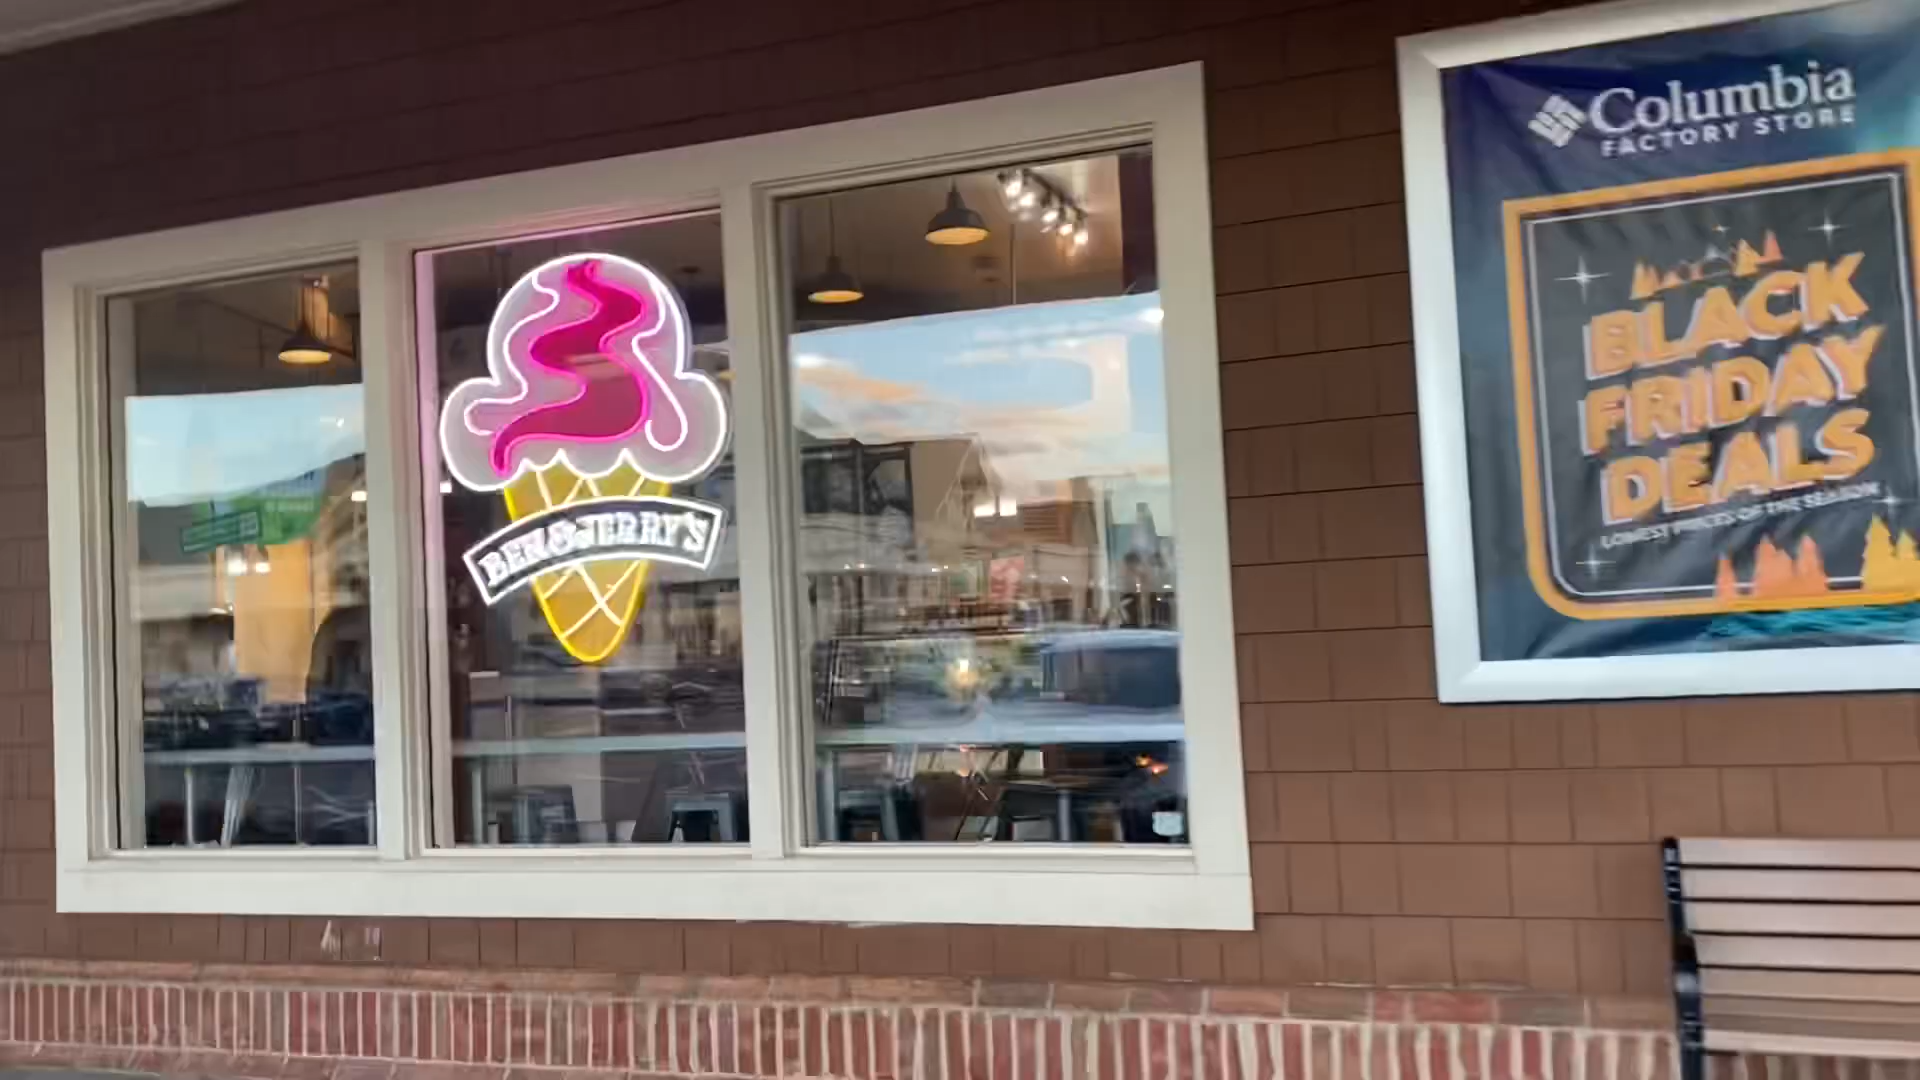 BEN & JERRY'S
Columbia
FACTORY STORE
BLACK
FRIDAY
DEALS
LOWEST PRICES OF THE SEASON